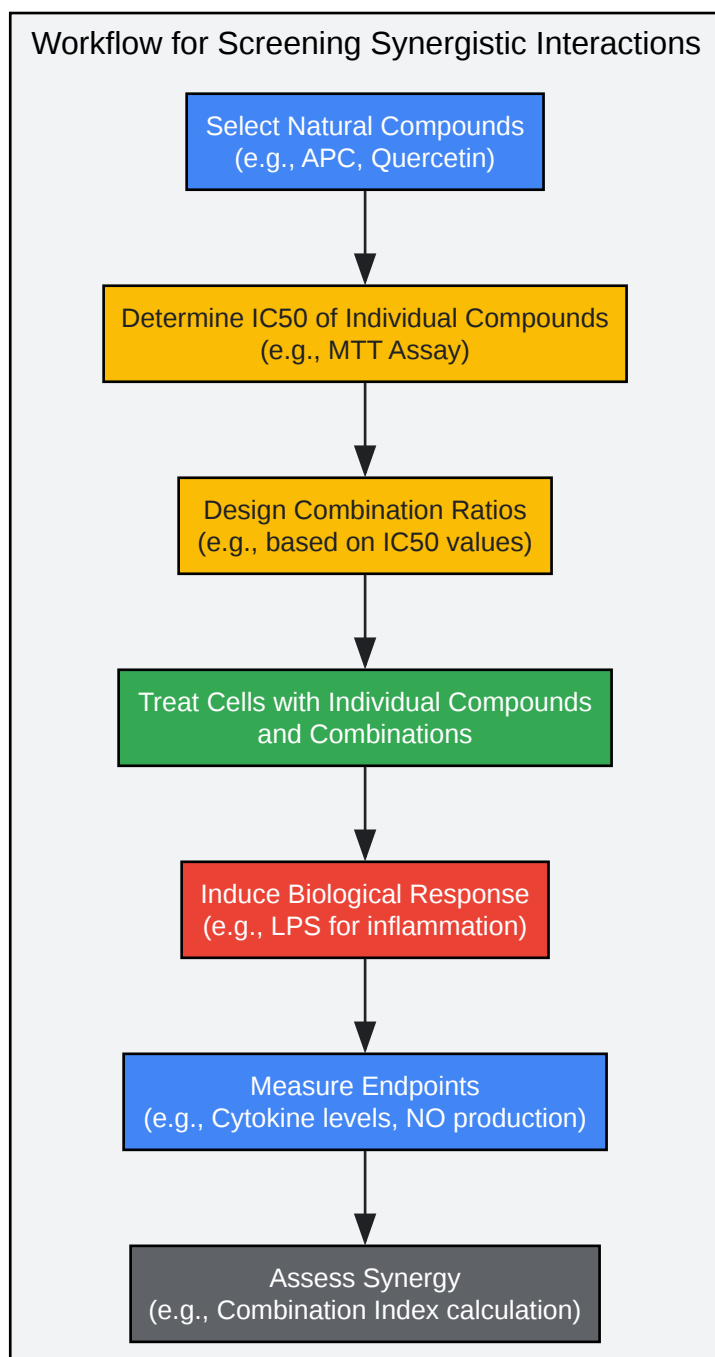 Workflow for Screening Synergistic Interactions
Select Natural Compounds
(e.g., APC, Quercetin)
Determine IC50 of Individual Compounds
(e.g., MTT Assay)
Design Combination Ratios
(e.g., based on IC50 values)
Treat Cells with Individual Compounds
and Combinations
Induce Biological Response
(e.g., LPS for inflammation)
Measure Endpoints
(e.g., Cytokine levels, NO production)
Assess Synergy
(e.g., Combination Index calculation)